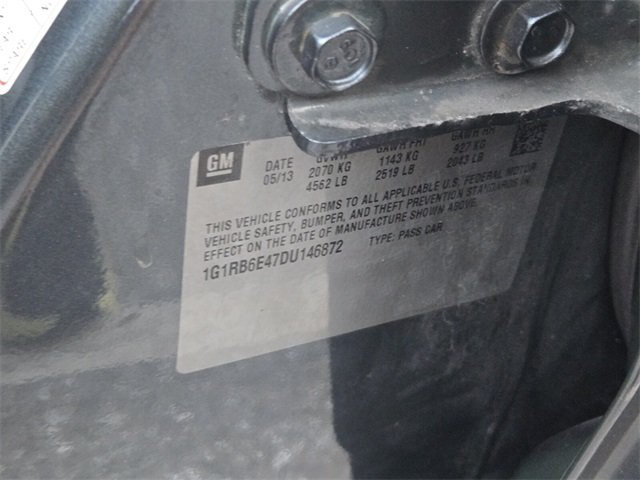 GM
DATE GVWR GAWR FRT GAWR RR
05/13 2070 KG 1143 KG 927 KG
4562 LB 2519 LB 2043 LB
THIS VEHICLE CONFORMS TO ALL APPLICABLE U.S. FEDERAL MOTOR
VEHICLE SAFETY, BUMPER, AND THEFT PREVENTION STANDARDS IN
EFFECT ON THE DATE OF MANUFACTURE SHOWN ABOVE.
1G1RB6E47DU146872 TYPE: PASS CAR